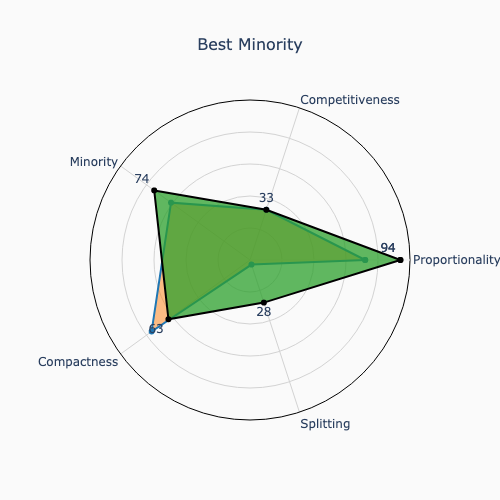 Best Minority
Competitiveness
Minority
74
33
94
Proportionality
63
28
Compactness
Splitting